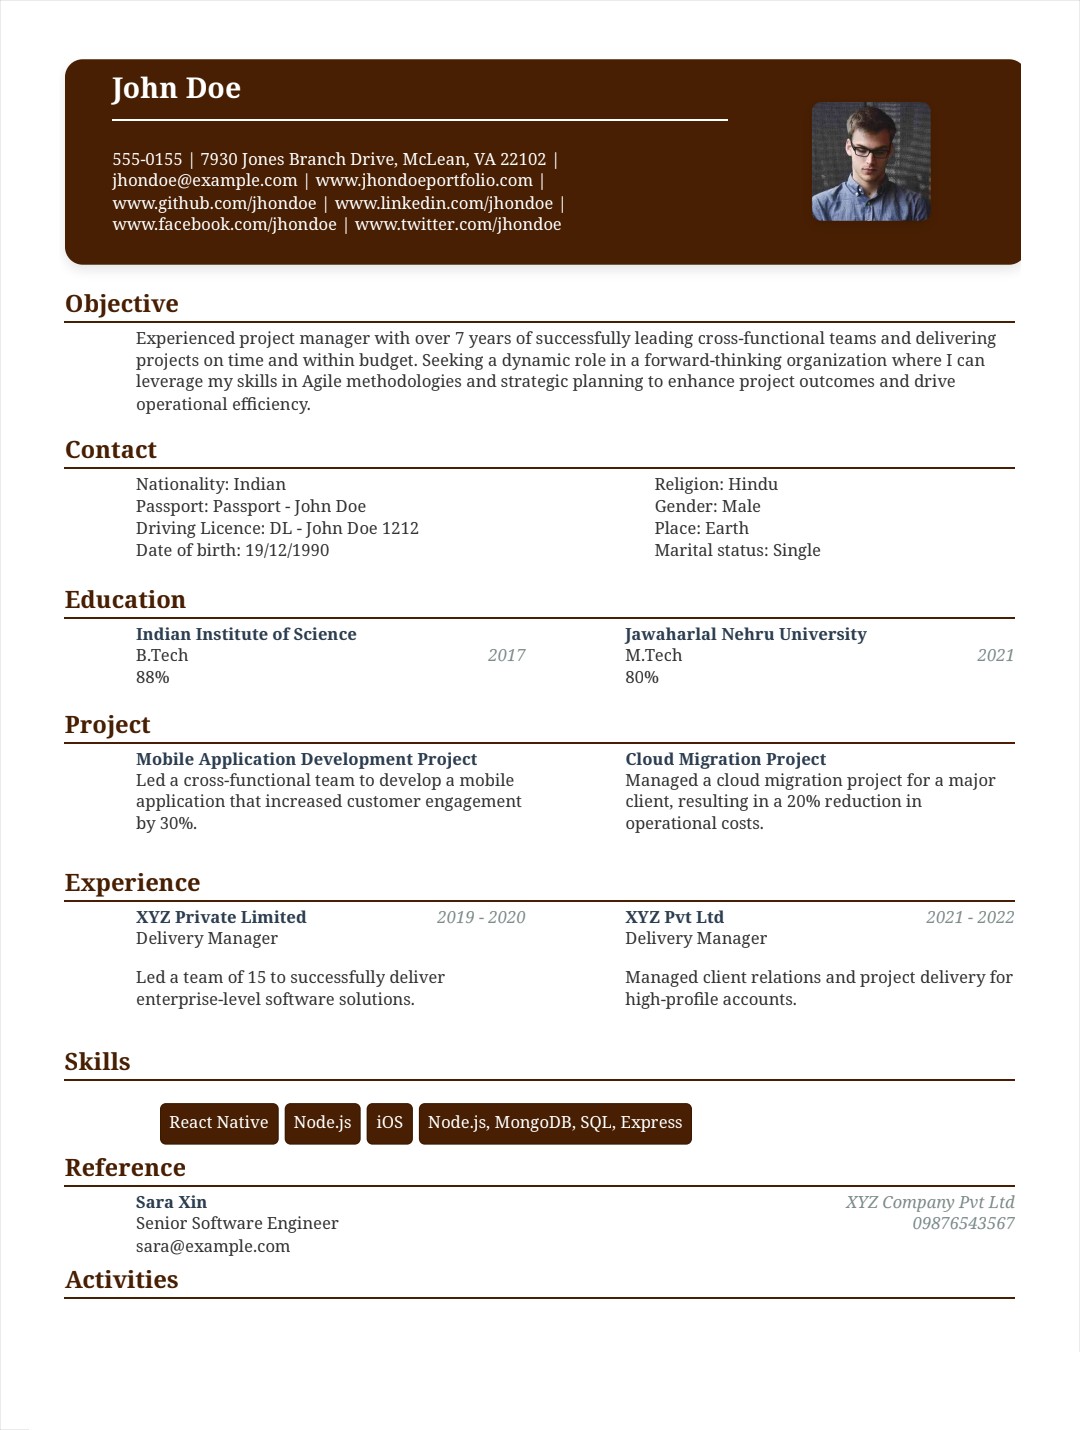 John Doe
555-0155 | 7930 Jones Branch Drive, McLean, VA 22102 |
jhondoe@example.com | www.jhondoeportfolio.com |
www.github.com/jhondoe | www.linkedin.com/jhondoe |
www.facebook.com/jhondoe | www.twitter.com/jhondoe
Objective
Experienced project manager with over 7 years of successfully leading cross-functional teams and delivering
projects on time and within budget. Seeking a dynamic role in a forward-thinking organization where I can
leverage my skills in Agile methodologies and strategic planning to enhance project outcomes and drive
operational efficiency.
Contact
Nationality: Indian
Passport: Passport - John Doe
Driving Licence: DL - John Doe 1212
Date of birth: 19/12/1990
Religion: Hindu
Gender: Male
Place: Earth
Marital status: Single
Education
Indian Institute of Science
B.Tech 2017
88%
Jawaharlal Nehru University
M.Tech 2021
80%
Project
Mobile Application Development Project
Led a cross-functional team to develop a mobile
application that increased customer engagement
by 30%.
Cloud Migration Project
Managed a cloud migration project for a major
client, resulting in a 20% reduction in
operational costs.
Experience
XYZ Private Limited 2019 - 2020
Delivery Manager
Led a team of 15 to successfully deliver
enterprise-level software solutions.
XYZ Pvt Ltd 2021 - 2022
Delivery Manager
Managed client relations and project delivery for
high-profile accounts.
Skills
React Native Node.js iOS Node.js, MongoDB, SQL, Express
Reference
Sara Xin XYZ Company Pvt Ltd
Senior Software Engineer 09876543567
sara@example.com
Activities